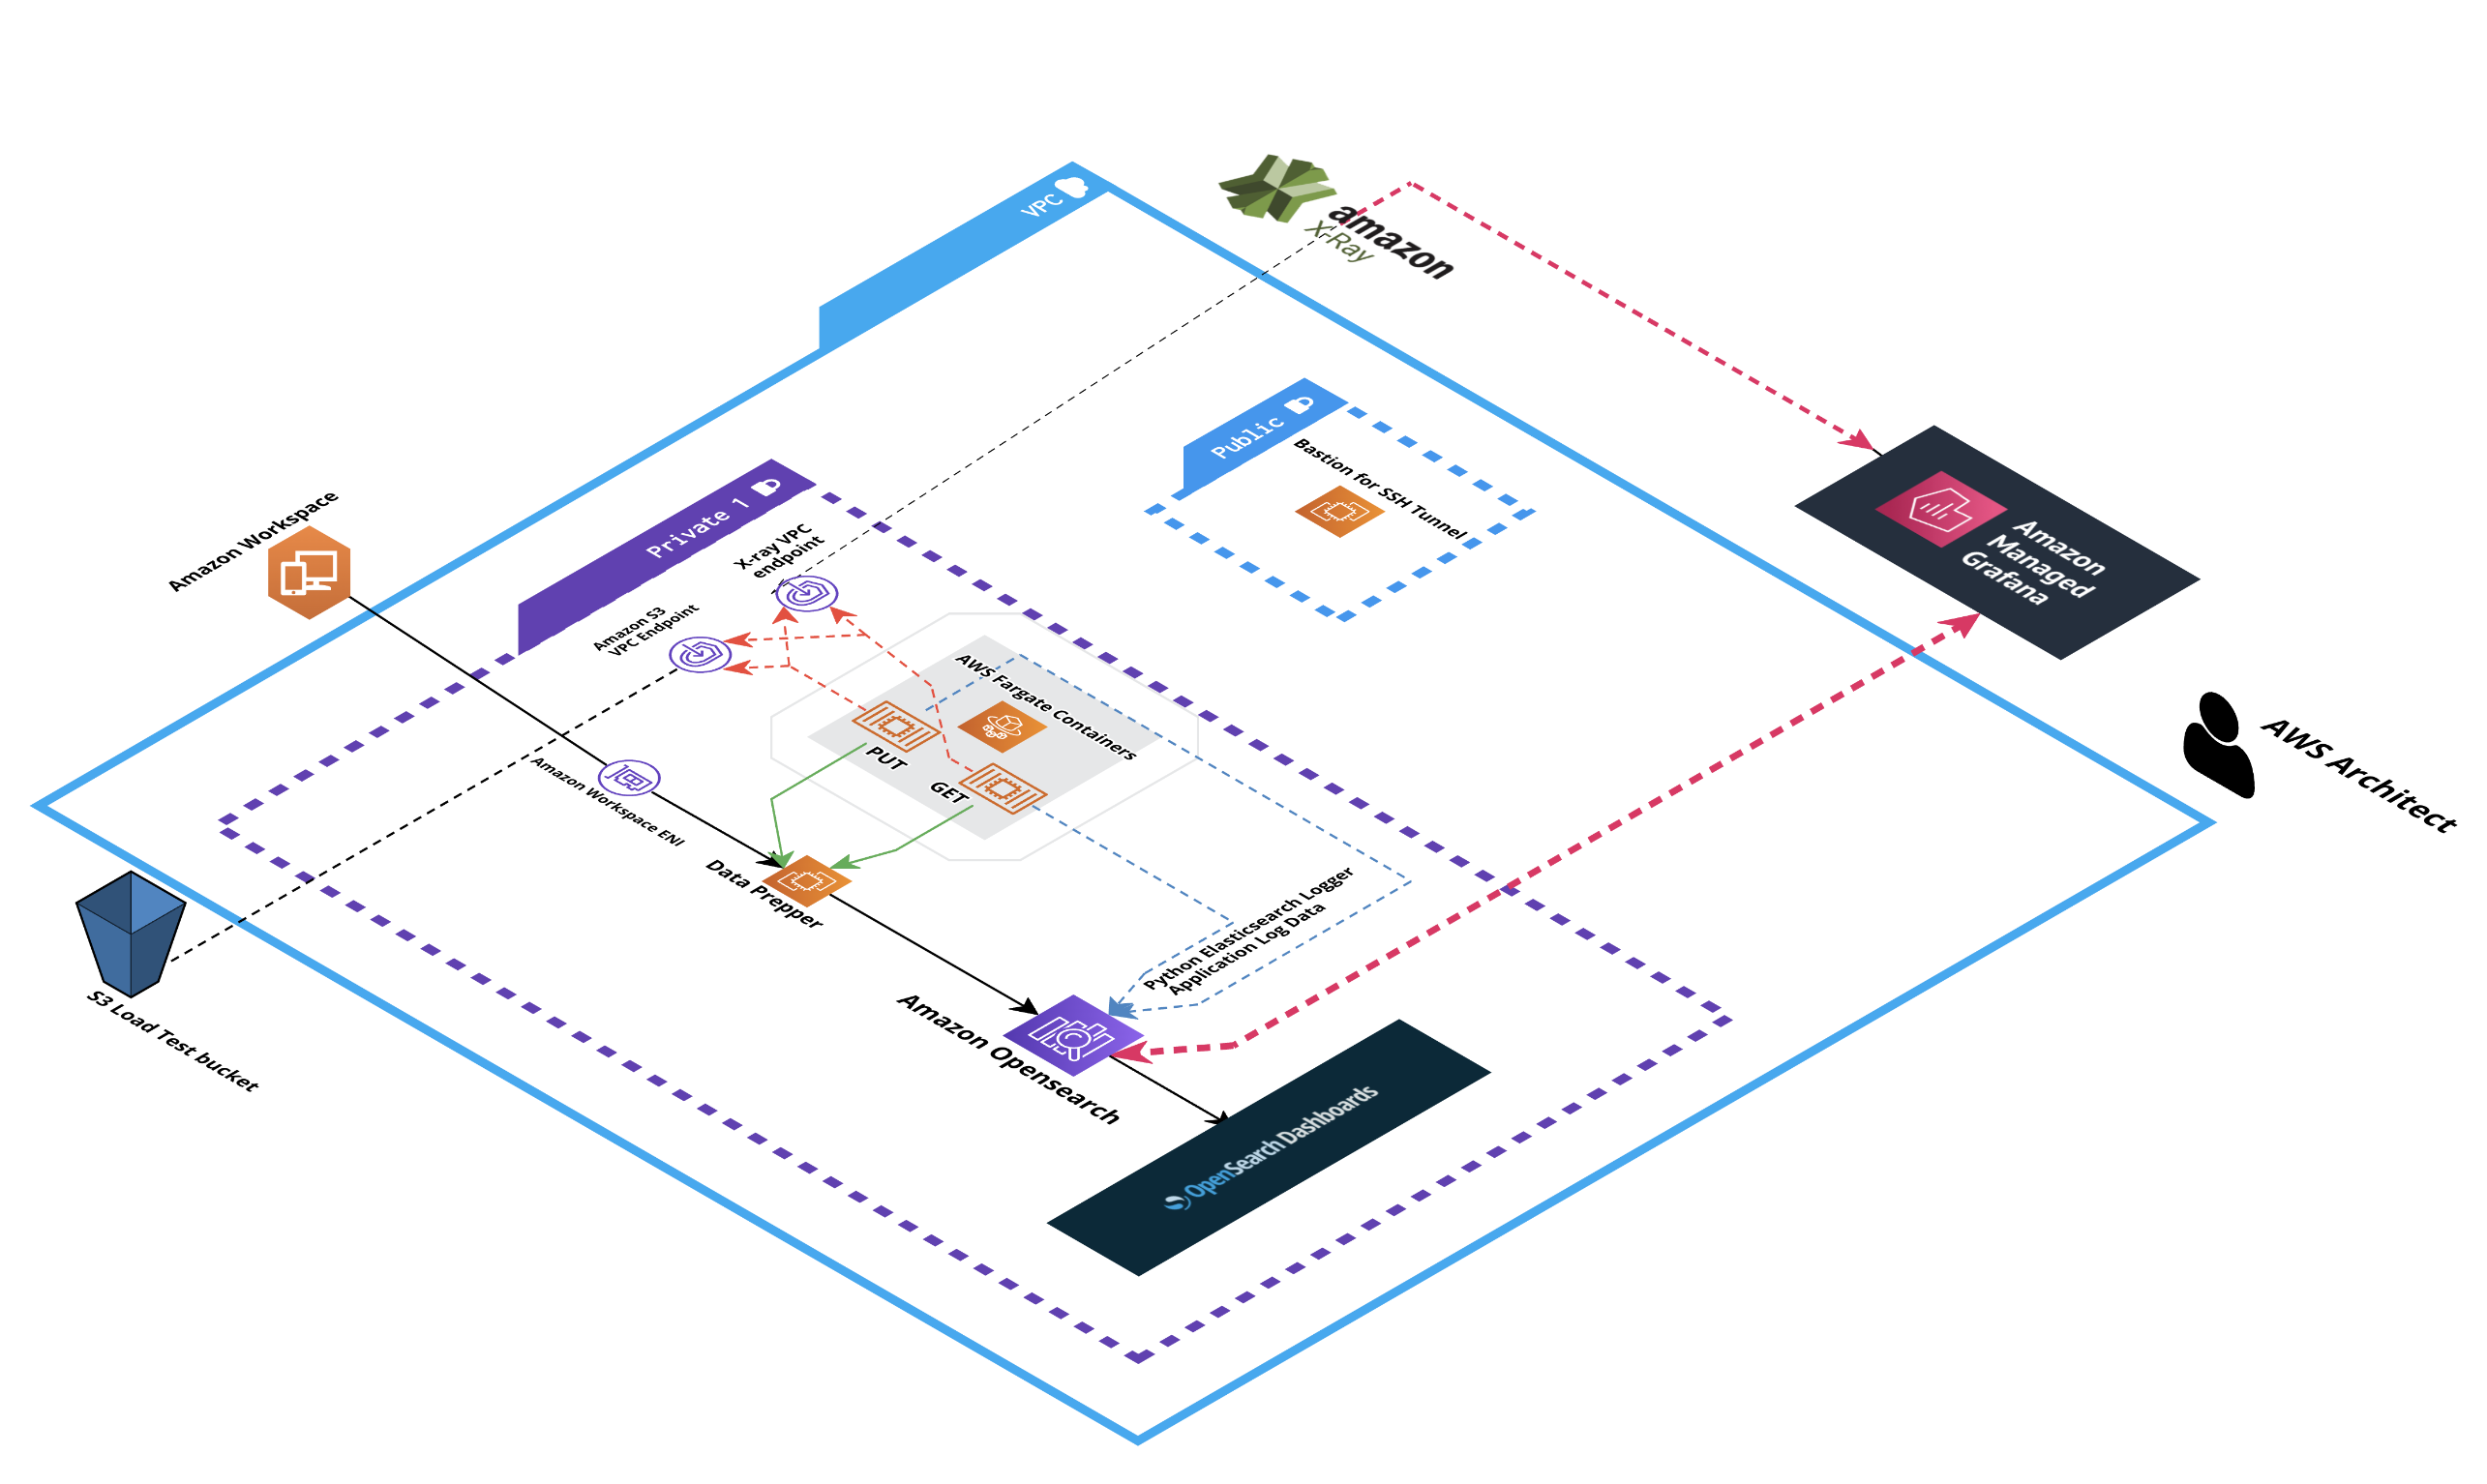 VPC
amazon
X-Ray
Public
Bastion for SSH Tunnel
Private 1
Amazon Workspace
X-ray VPC
endpoint
Amazon S3
VPC Endpoint
Amazon
Managed
Grafana
AWS Fargate Containers
PUT
GET
AWS Architect
Amazon Workspace ENI
Data Prepper
Python Elasticsearch Logger
Application Log Data
S3 Load Test bucket
Amazon Opensearch
OpenSearch Dashboards